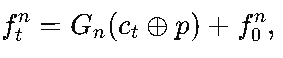 f_t^n = G_n(c_t ⊕ p) + f_0^n,